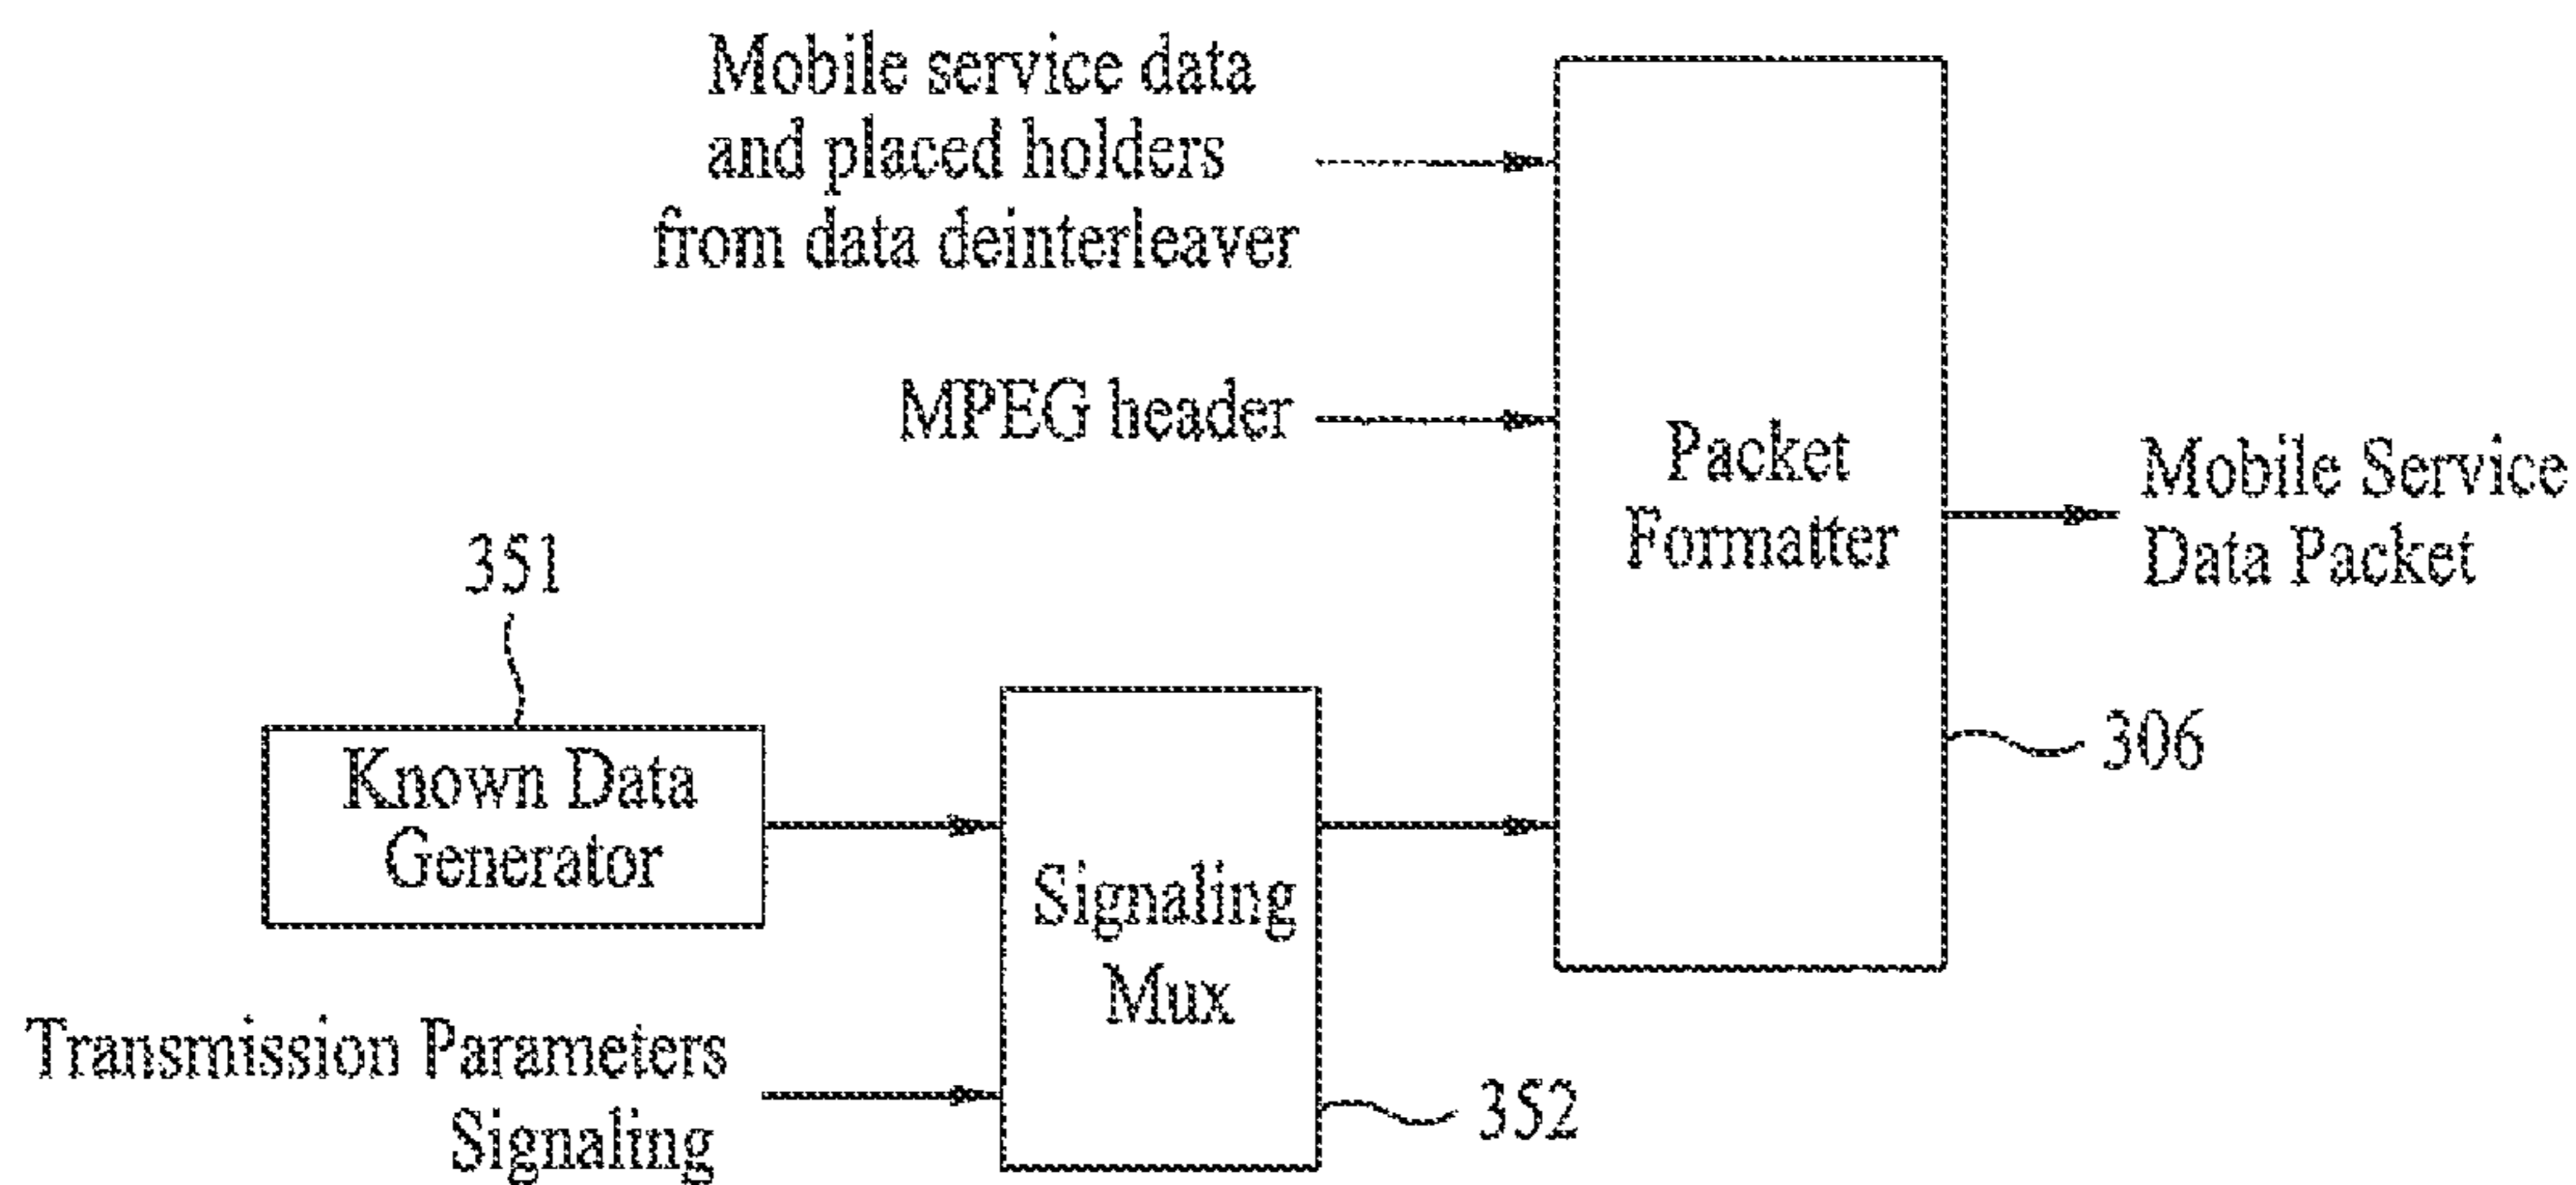 Mobile service data
and placed holders
from data deinterleaver
MPEG header
Packet
Formatter
Mobile Service
Data Packet
351
306
Known Data
Generator
Signaling
Mux
Transmission Parameters
Signaling
352